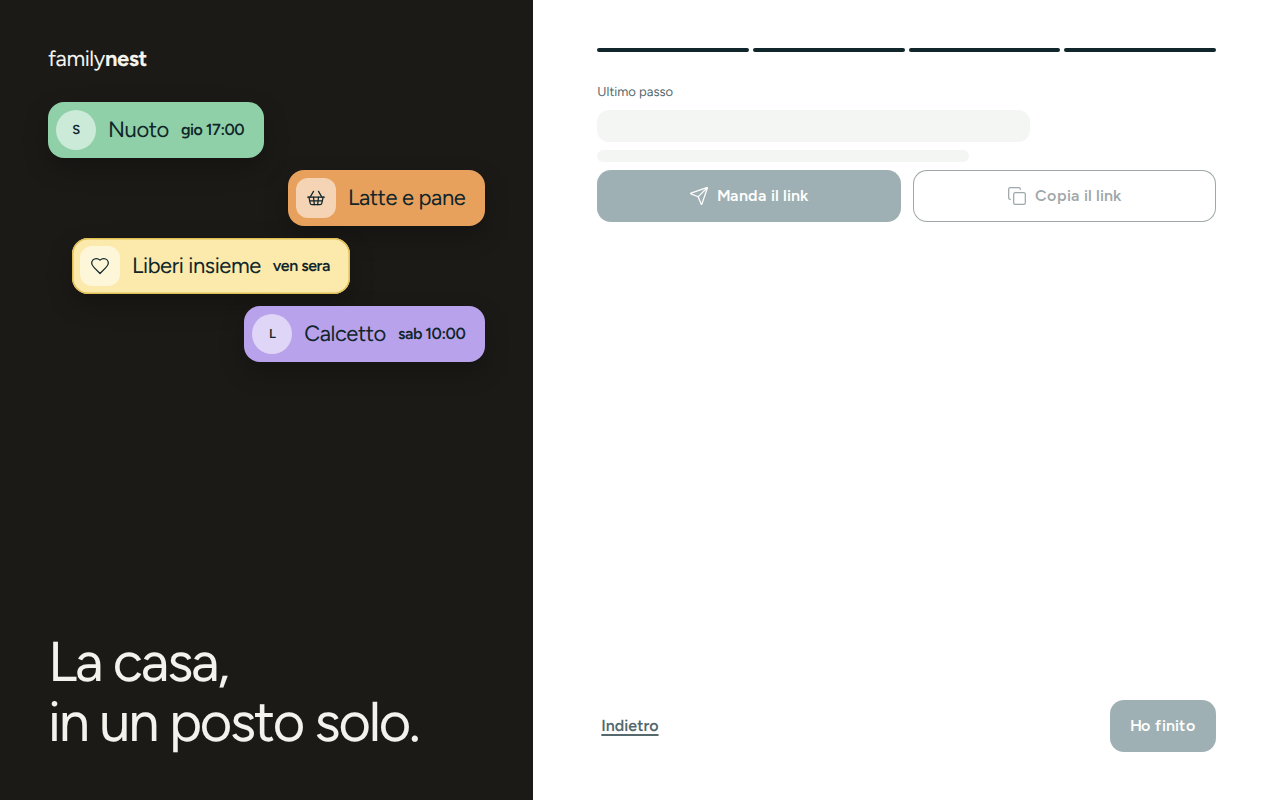 familynest
S Nuoto gio 17:00
Latte e pane
Liberi insieme ven sera
L Calcetto sab 10:00
La casa,
in un posto solo.
Ultimo passo
Manda il link
Copia il link
Indietro
Ho finito